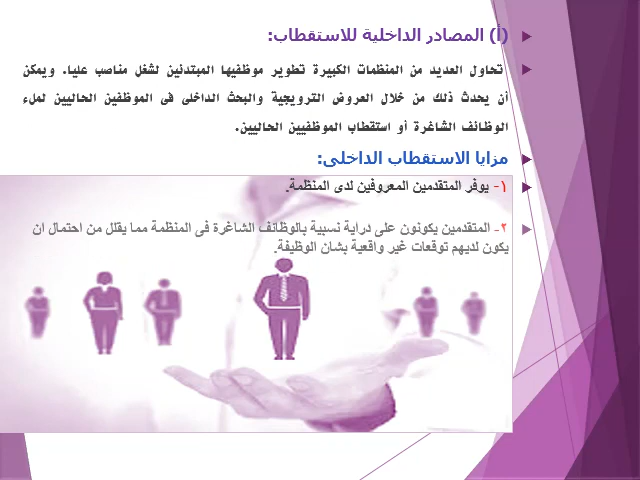 (أ) المصادر الداخلية للاستقطاب:
تحاول العديد من المنظمات الكبيرة تطوير موظفيها المبتدئين لشغل مناصب عليا. ويمكن
أن يحدث ذلك من خلال العروض الترويجية والبحث الداخلى فى الموظفين الحاليين لملء
الوظائف الشاغرة أو استقطاب الموظفيين الحاليين.
مزايا الاستقطاب الداخلى:
١- يوفر المتقدمين المعروفين لدى المنظمة.
٢- المتقدمين يكونون على دراية نسبية بالوظائف الشاغرة فى المنظمة مما يقلل من احتمال ان
يكون لديهم توقعات غير واقعية بشان الوظيفة.